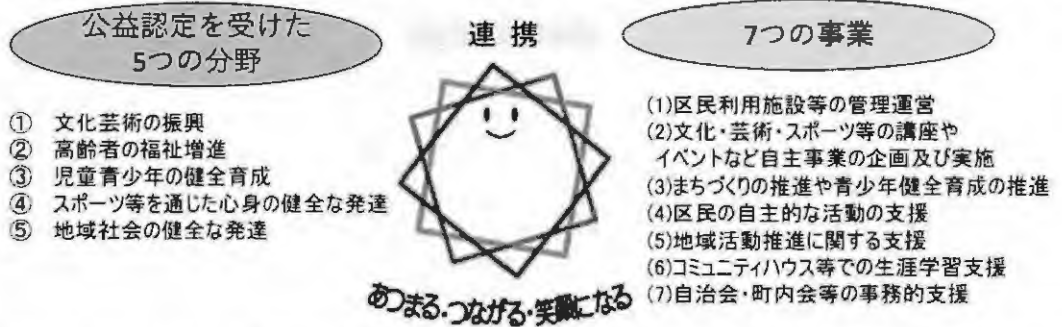 公益認定を受けた
5つの分野
① 文化芸術の振興
② 高齢者の福祉増進
③ 児童青少年の健全育成
④ スポーツ等を通じた心身の健全な発達
⑤ 地域社会の健全な発達
連携
あつまる・つながる・笑顔になる
7つの事業
(1)区民利用施設等の管理運営
(2)文化・芸術・スポーツ等の講座や
イベントなど自主事業の企画及び実施
(3)まちづくりの推進や青少年健全育成の推進
(4)区民の自主的な活動の支援
(5)地域活動推進に関する支援
(6)コミュニティハウス等での生涯学習支援
(7)自治会・町内会等の事務的支援